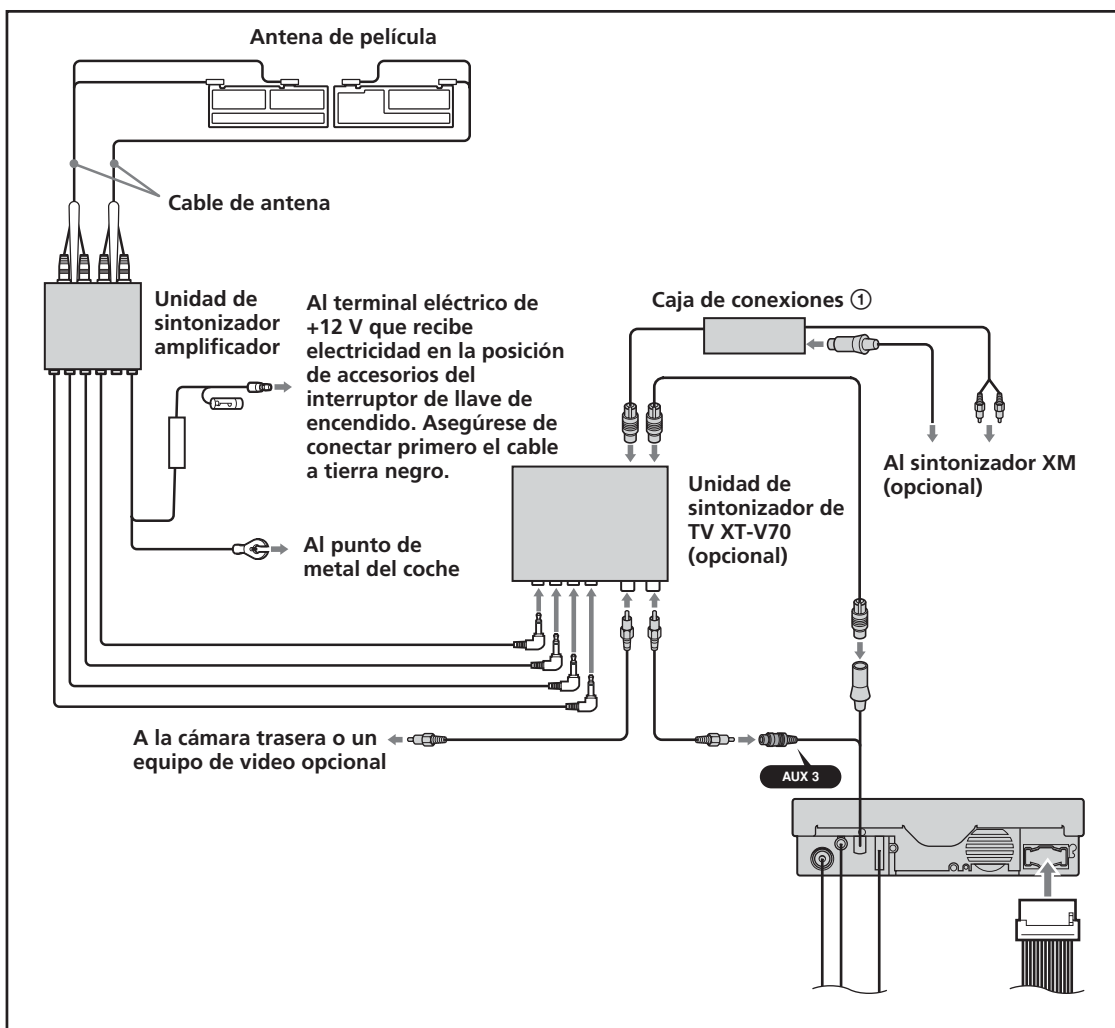 Antena de película
Cable de antena
Unidad de
sintonizador
amplificador
Al terminal eléctrico de
+12 V que recibe
electricidad en la posición
de accesorios del
interruptor de llave de
encendido. Asegúrese de
conectar primero el cable
a tierra negro.
Caja de conexiones ①
Al sintonizador XM
(opcional)
Unidad de
sintonizador de
TV XT-V70
(opcional)
Al punto de
metal del coche
A la cámara trasera o un
equipo de video opcional
AUX 3